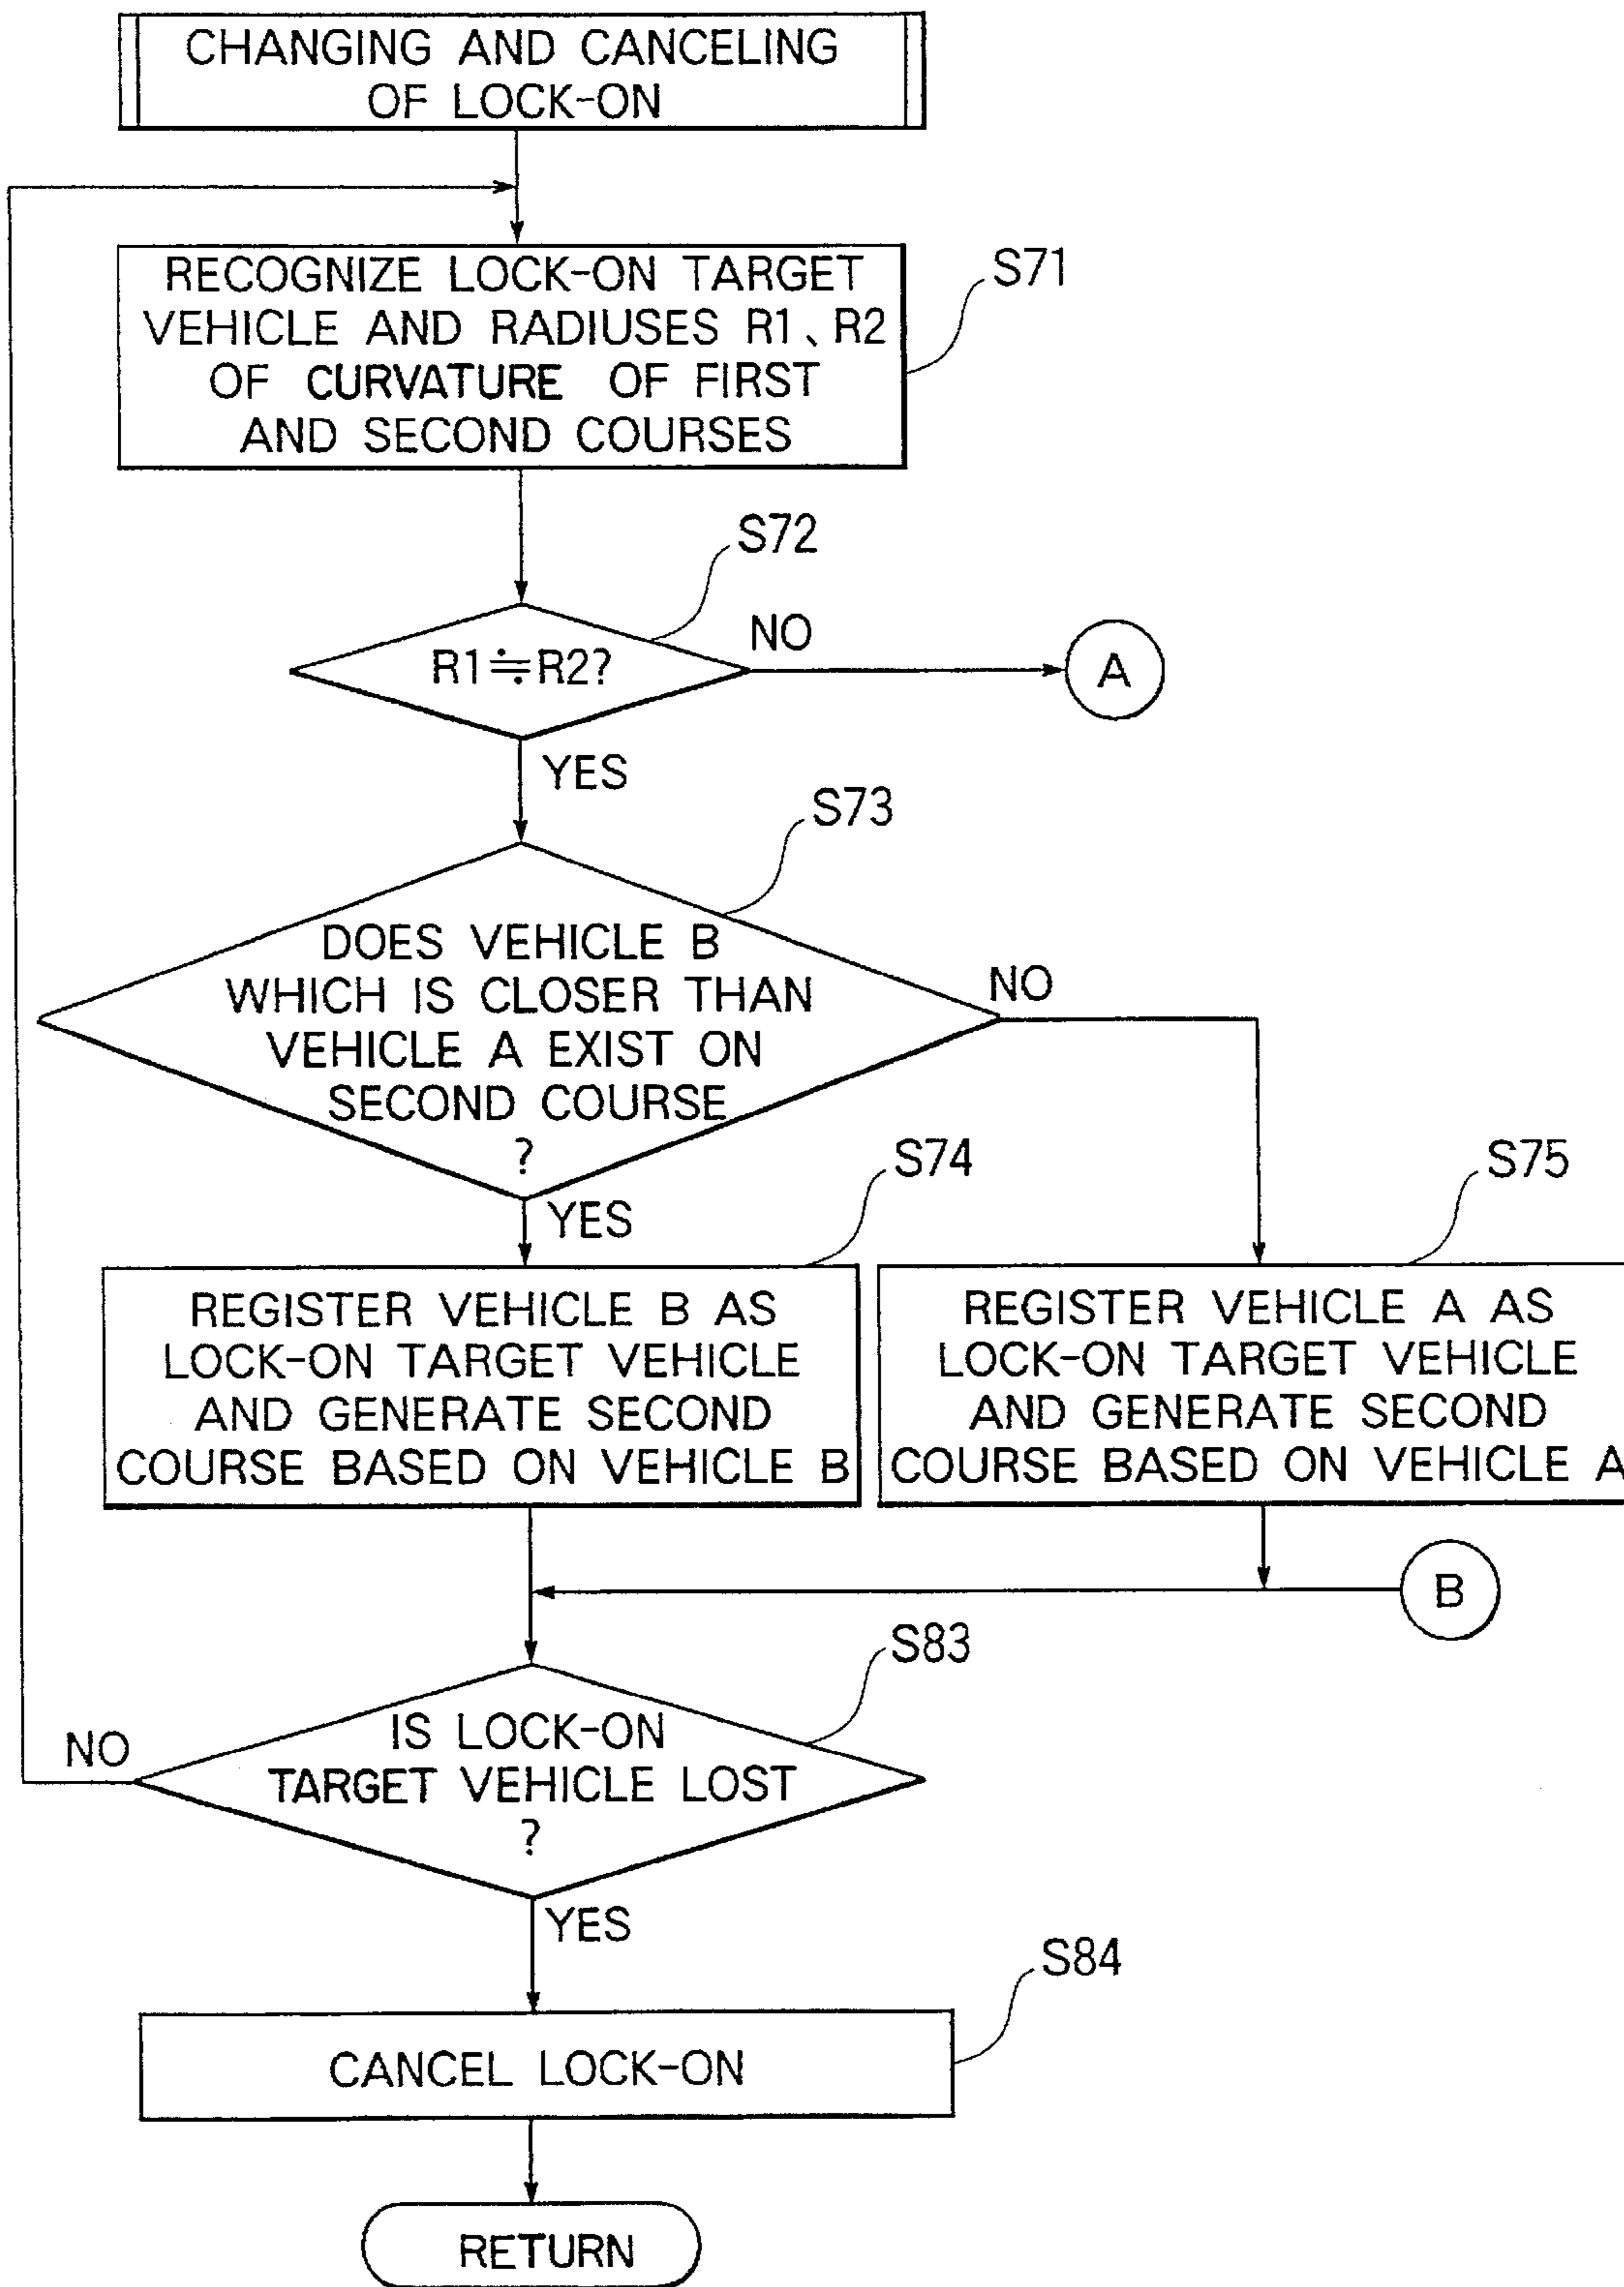 CHANGING AND CANCELING
OF LOCK-ON
RECOGNIZE LOCK-ON TARGET
VEHICLE AND RADIUSES R1、R2
OF CURVATURE OF FIRST
AND SECOND COURSES
S71
S72
R1≒R2?
NO
A
YES
S73
DOES VEHICLE B
WHICH IS CLOSER THAN
VEHICLE A EXIST ON
SECOND COURSE
?
NO
YES
S74
S75
REGISTER VEHICLE B AS
LOCK-ON TARGET VEHICLE
AND GENERATE SECOND
COURSE BASED ON VEHICLE B
REGISTER VEHICLE A AS
LOCK-ON TARGET VEHICLE
AND GENERATE SECOND
COURSE BASED ON VEHICLE A
B
S83
IS LOCK-ON
TARGET VEHICLE LOST
?
NO
YES
S84
CANCEL LOCK-ON
RETURN